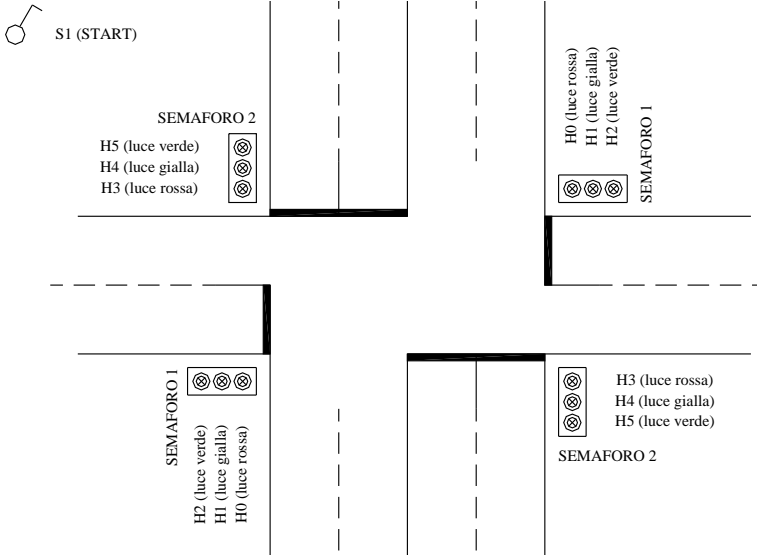 S1 (START)
SEMAFORO 2
H5 (luce verde)
H4 (luce gialla)
H3 (luce rossa)
H0 (luce rossa)
H1 (luce gialla)
H2 (luce verde)
SEMAFORO 1
SEMAFORO 1
H2 (luce verde)
H1 (luce gialla)
H0 (luce rossa)
H3 (luce rossa)
H4 (luce gialla)
H5 (luce verde)
SEMAFORO 2